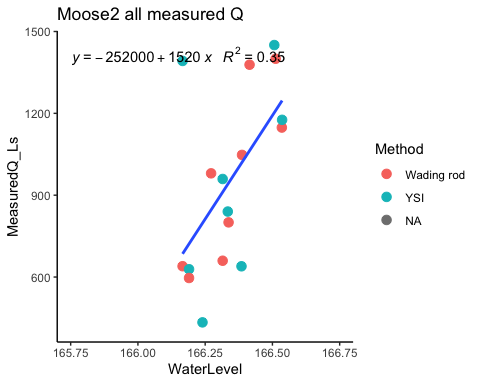 Moose2 all measured Q
y = − 252000 + 1520 x R² = 0.35
1500
1200
900
600
MeasuredQ_Ls
165.75 166.00 166.25 166.50 166.75
WaterLevel
Method
Wading rod
YSI
NA